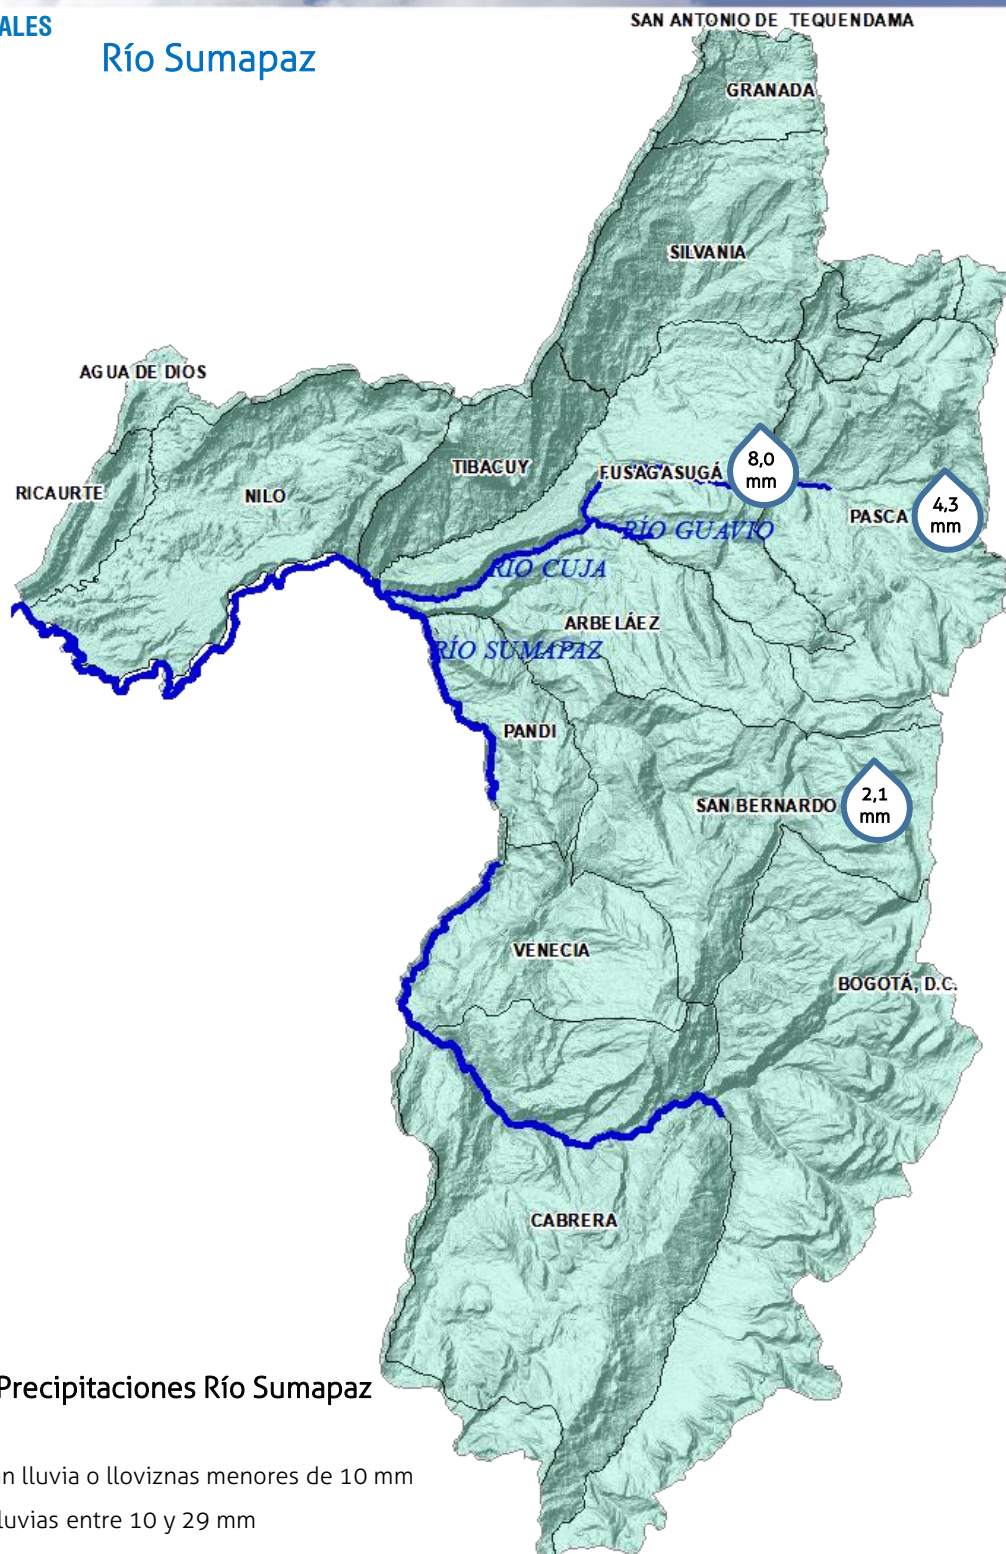 ALES
Río Sumapaz
SAN ANTONIO DE TEQUENDAMA
GRANADA
SILVANIA
AGUA DE DIOS
RICAURTE
NILO
TIBACUY
FUSAGASUGÁ
8,0
mm
PASCA
4,3
mm
RÍO GUAVIO
RÍO CUJA
ARBELÁEZ
RÍO SUMAPAZ
PANDI
SAN BERNARDO
2,1
mm
VENECIA
BOGOTÁ, D.C.
CABRERA
Precipitaciones Río Sumapaz
an lluvia o lloviznas menores de 10 mm
lluvias entre 10 y 29 mm